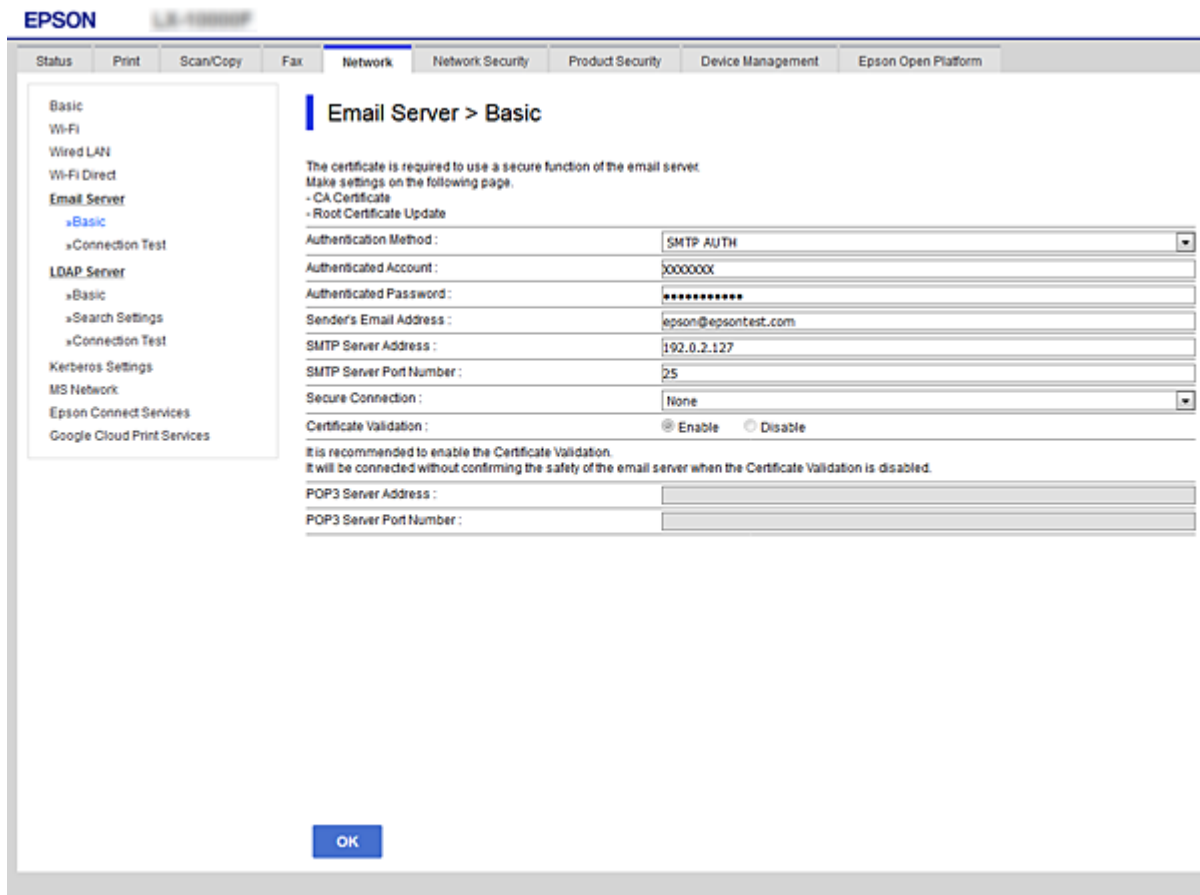 EPSON
Status Print Scan/Copy Fax Network Network Security Product Security Device Management Epson Open Platform
Basic
Wi-Fi
Wired LAN
Wi-Fi Direct
Email Server
»Basic
»Connection Test
LDAP Server
»Basic
»Search Settings
»Connection Test
Kerberos Settings
MS Network
Epson Connect Services
Google Cloud Print Services
Email Server > Basic
The certificate is required to use a secure function of the email server.
Make settings on the following page.
- CA Certificate
- Root Certificate Update
Authentication Method : SMTP AUTH
Authenticated Account : XXXXXXX
Authenticated Password : •••••••••••
Sender's Email Address : epson@epsontest.com
SMTP Server Address : 192.0.2.127
SMTP Server Port Number : 25
Secure Connection : None
Certificate Validation : Enable Disable
It is recommended to enable the Certificate Validation.
It will be connected without confirming the safety of the email server when the Certificate Validation is disabled.
POP3 Server Address :
POP3 Server Port Number :
OK